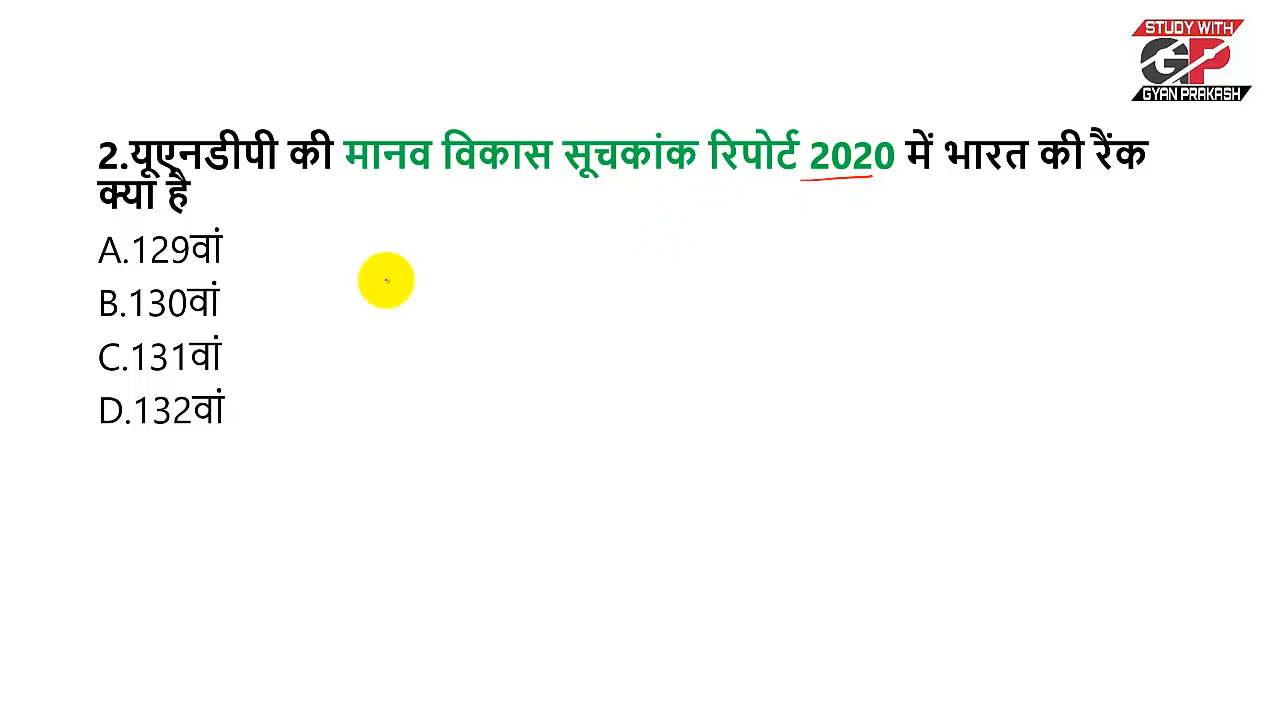 STUDY WITH
GP
GYAN PRAKASH
2.यूएनडीपी की मानव विकास सूचकांक रिपोर्ट 2020 में भारत की रैंक
क्या है
A.129वां
B.130वां
C.131वां
D.132वां